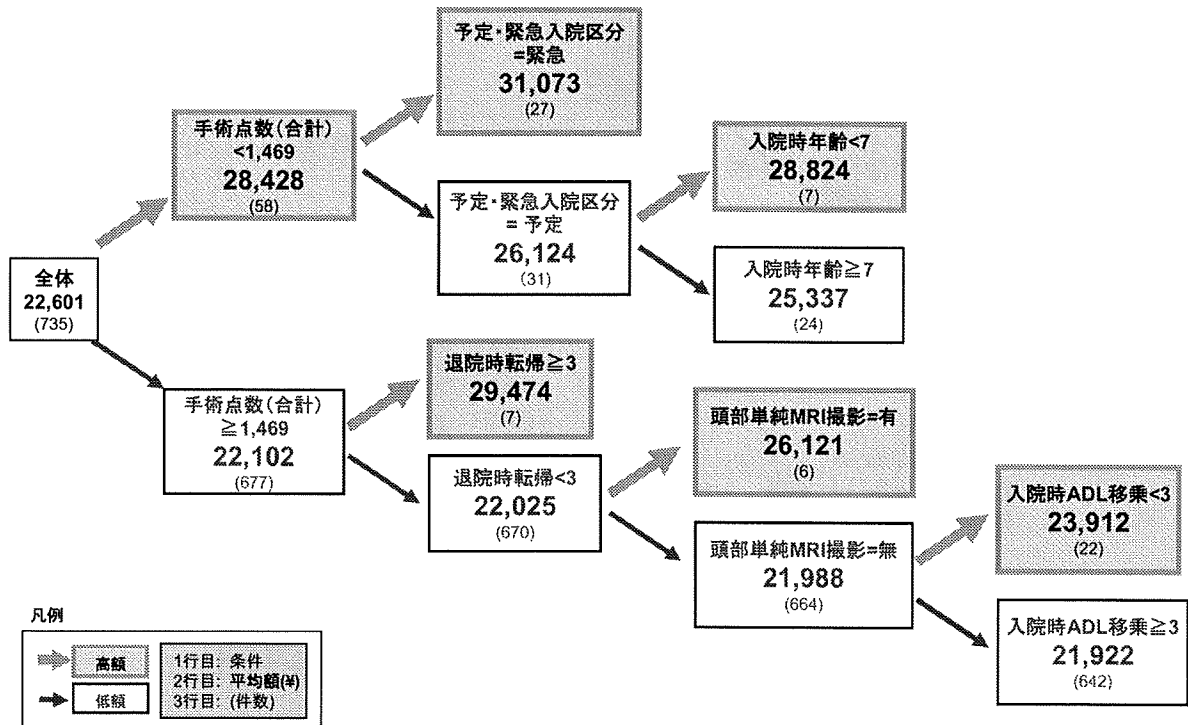 予定・緊急入院区分
=緊急
31,073
(27)
手術点数(合計)
<1,469
28,428
(58)
入院時年齢<7
28,824
(7)
予定・緊急入院区分
= 予定
26,124
(31)
入院時年齢≧7
25,337
(24)
全体
22,601
(735)
退院時転帰≧3
29,474
(7)
手術点数(合計)
≧1,469
22,102
(677)
頭部単純MRI撮影=有
26,121
(6)
退院時転帰<3
22,025
(670)
入院時ADL移乗<3
23,912
(22)
頭部単純MRI撮影=無
21,988
(664)
入院時ADL移乗≧3
21,922
(642)
凡例
高額
低額
1行目: 条件
2行目: 平均額(¥)
3行目: (件数)